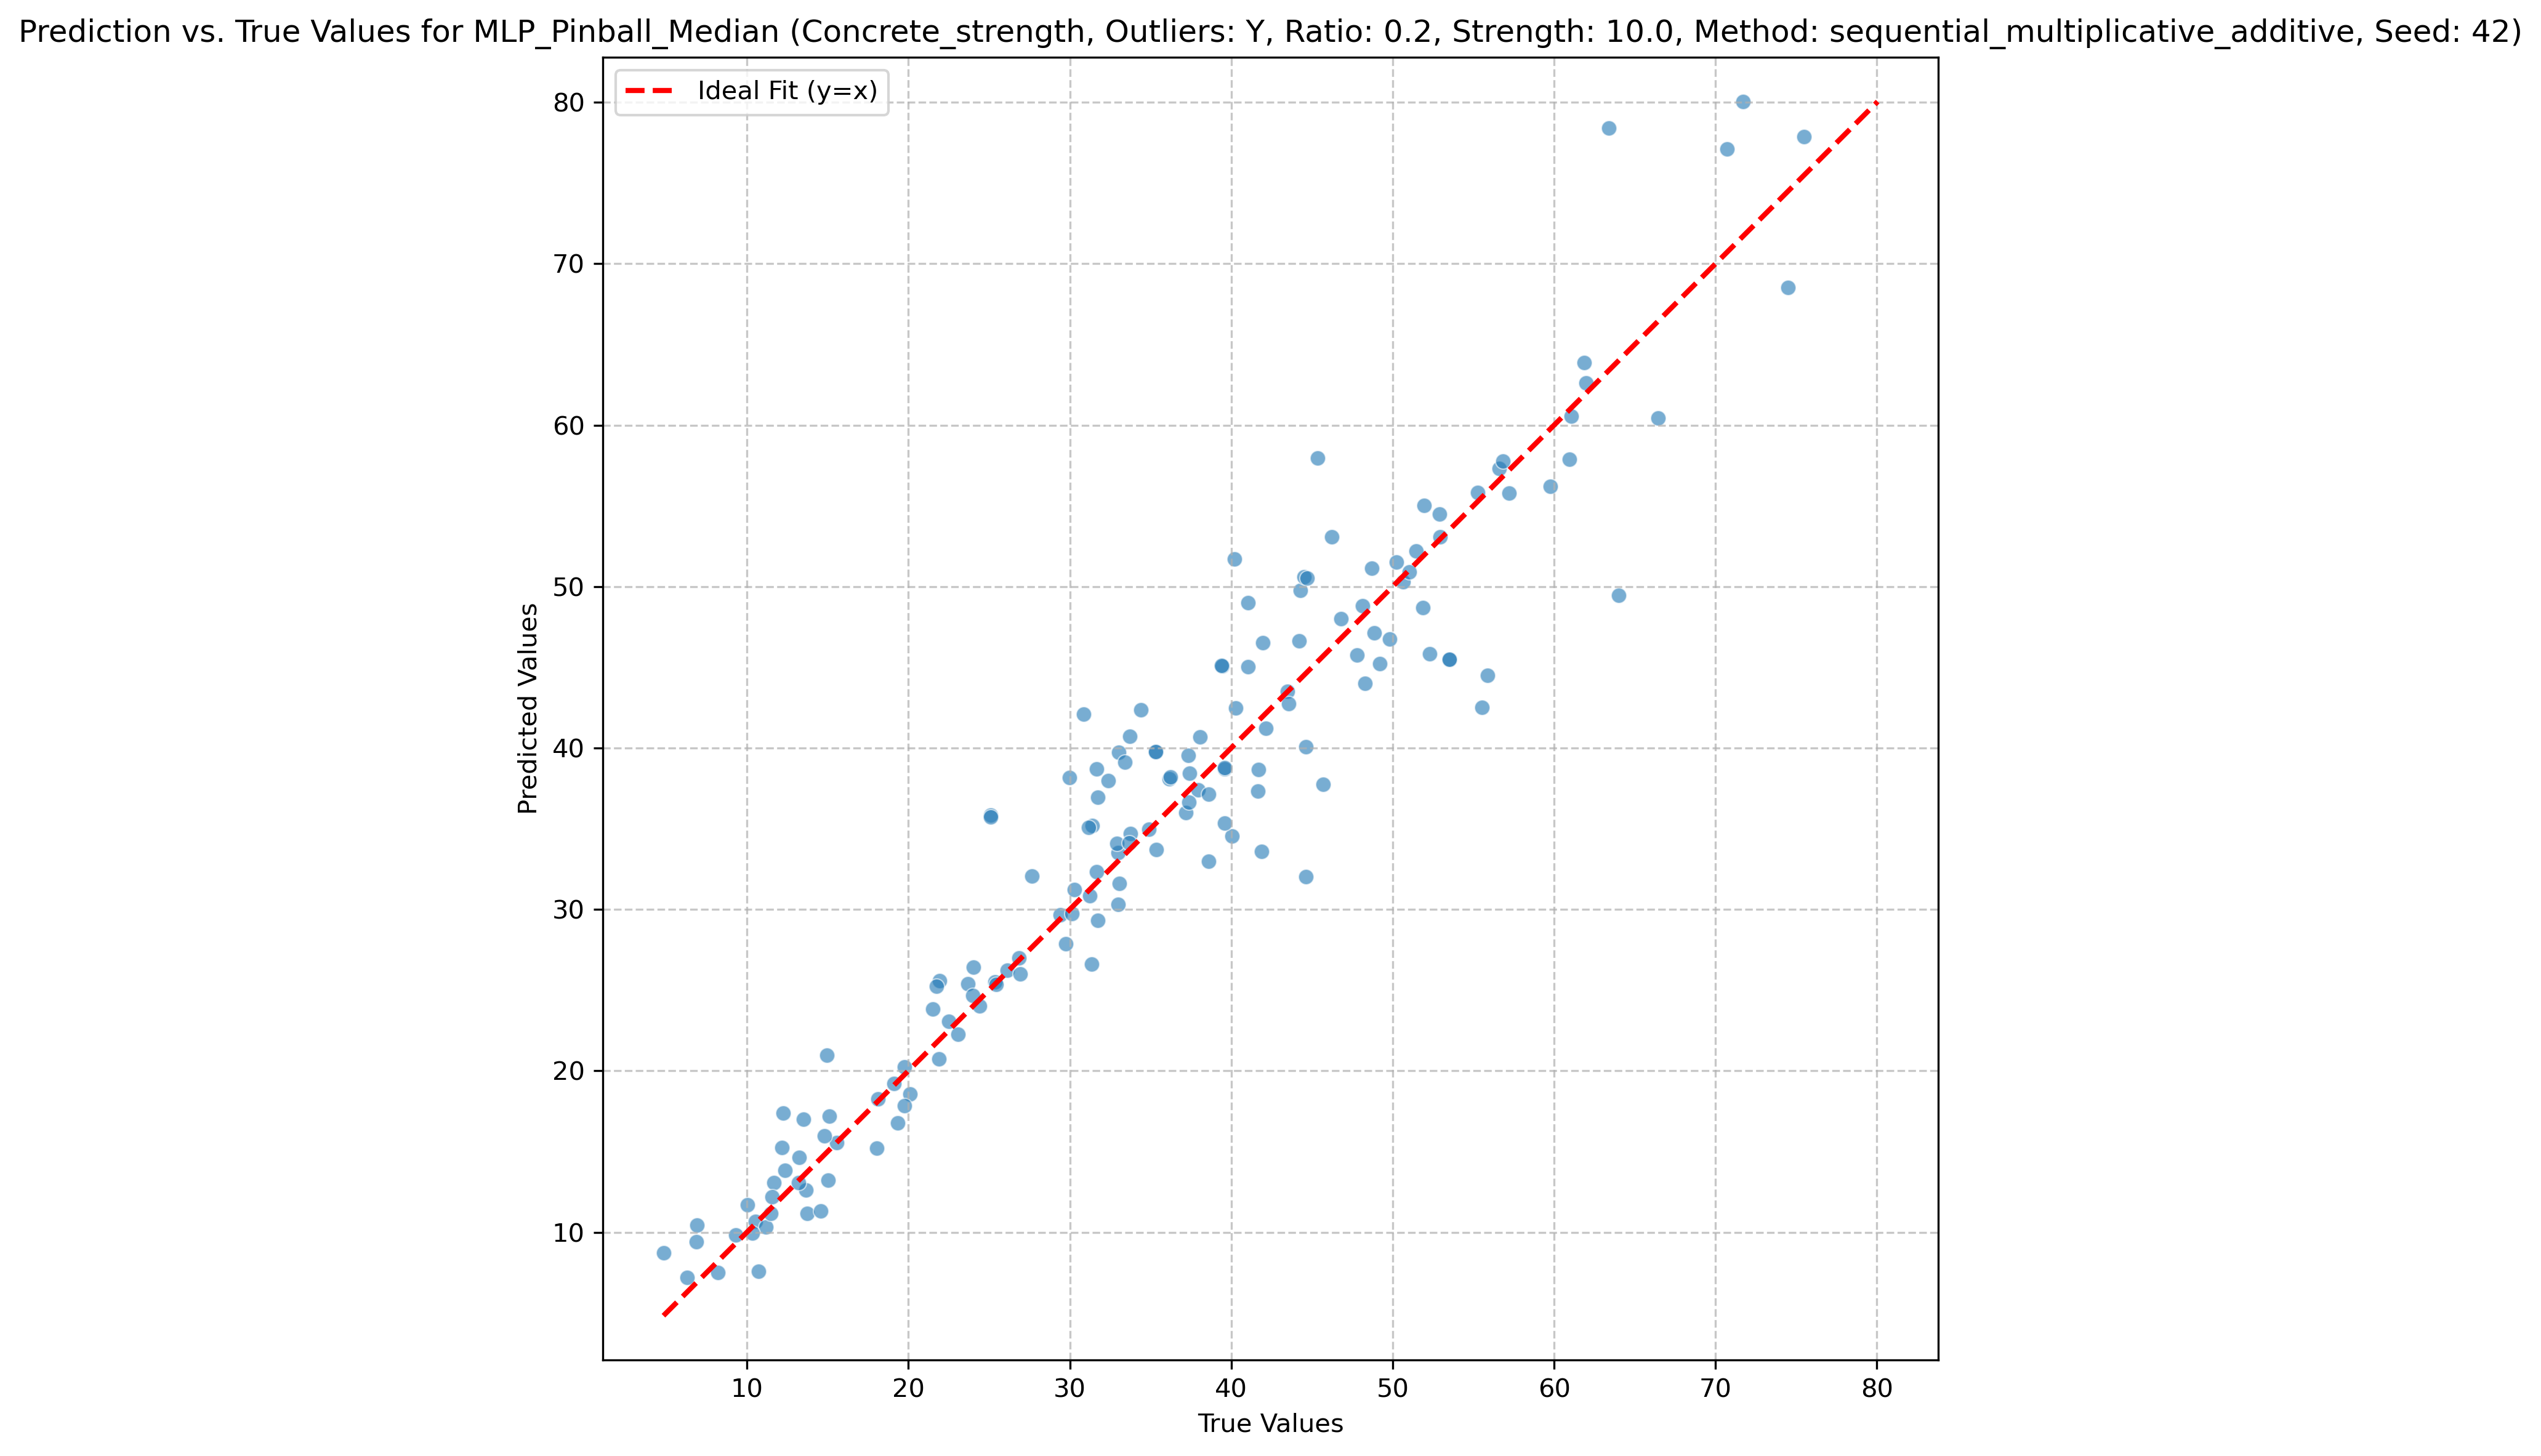 Prediction vs. True Values for MLP_Pinball_Median (Concrete_strength, Outliers: Y, Ratio: 0.2, Strength: 10.0, Method: sequential_multiplicative_additive, Seed: 42)
Ideal Fit (y=x)
80
70
60
50
40
30
20
10
Predicted Values
10 20 30 40 50 60 70 80
True Values